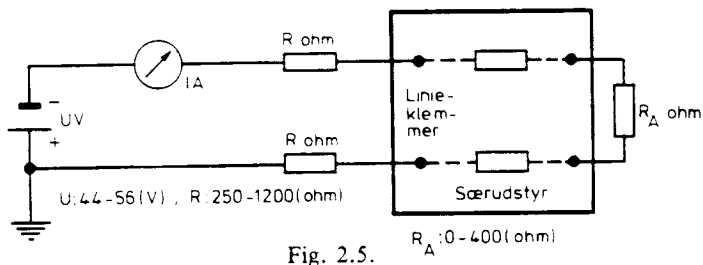 R ohm
I A
− 
UV
+
Linie-
klem-
mer
R_A ohm
R ohm
U:44-56(V) , R:250-1200(ohm)
Særudstyr
R_A:0-400(ohm)
Fig. 2.5.